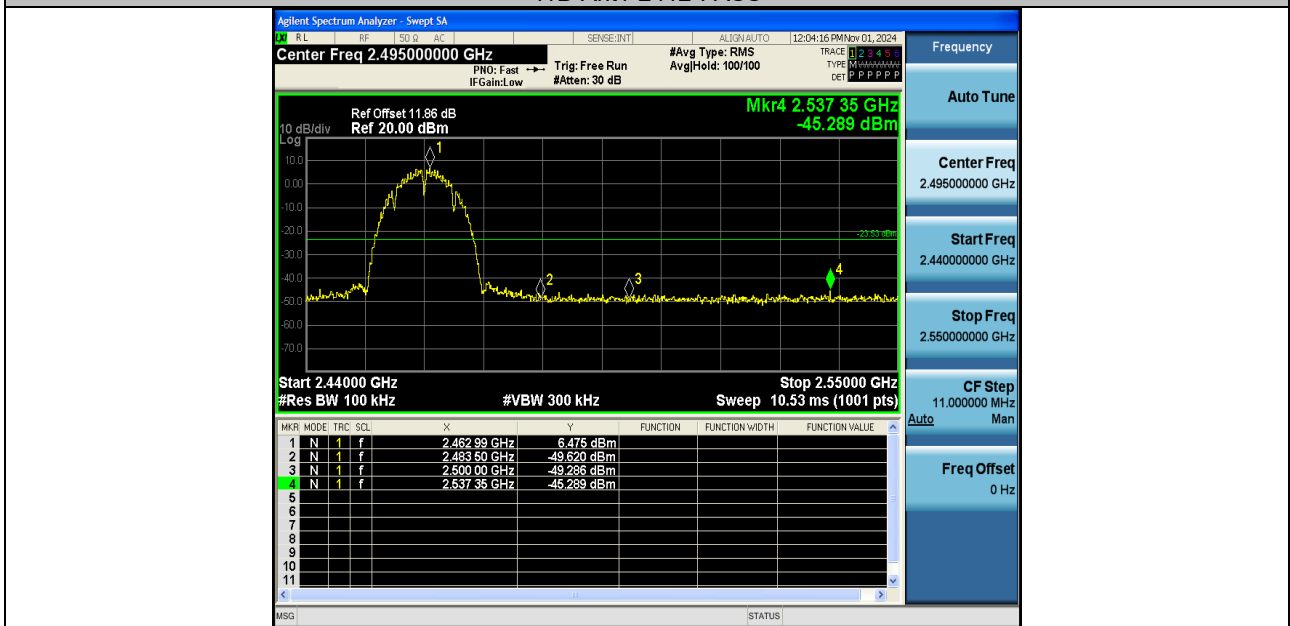 Agilent Spectrum Analyzer - Swept SA
RL RF 50 Ω AC SENSE:INT ALIGN AUTO 12:04:16 PM Nov 01, 2024
Center Freq 2.495000000 GHz
PNO: Fast
IFGain:Low
Trig: Free Run
#Atten: 30 dB
#Avg Type: RMS
Avg|Hold: 100/100
TRACE 1 2 3 4 5 6
TYPE M
DET P P P P P P
Mkr4 2.537 35 GHz
-45.289 dBm
Ref Offset 11.86 dB
10 dB/div Ref 20.00 dBm
Log
10.0
0.00
-10.0
-20.0
-30.0
-40.0
-50.0
-60.0
-70.0
1
2
3
4
-23.53 dBm
Start 2.44000 GHz Stop 2.55000 GHz
#Res BW 100 kHz #VBW 300 kHz Sweep 10.53 ms (1001 pts)
MKR MODE TRC SCL X Y FUNCTION FUNCTION WIDTH FUNCTION VALUE
1 N 1 f 2.462 99 GHz 6.475 dBm
2 N 1 f 2.483 50 GHz -49.620 dBm
3 N 1 f 2.500 00 GHz -49.286 dBm
4 N 1 f 2.537 35 GHz -45.289 dBm
5
6
7
8
9
10
11
MSG STATUS
Frequency
Auto Tune
Center Freq
2.495000000 GHz
Start Freq
2.440000000 GHz
Stop Freq
2.550000000 GHz
CF Step
11.000000 MHz
Auto Man
Freq Offset
0 Hz